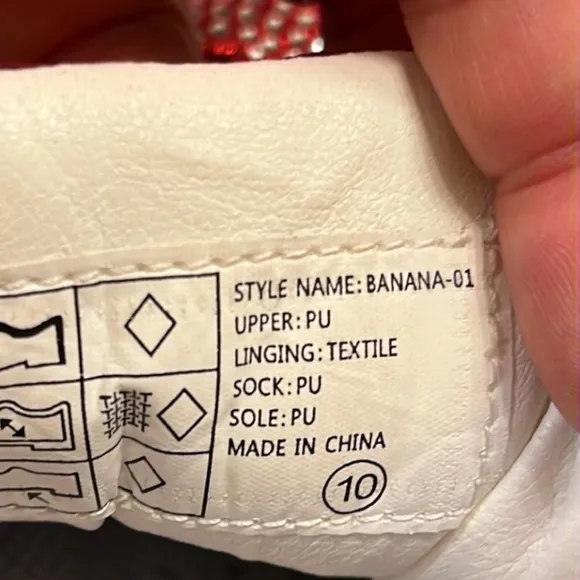 STYLE NAME: BANANA-01
UPPER: PU
LINGING: TEXTILE
SOCK: PU
SOLE: PU
MADE IN CHINA
10